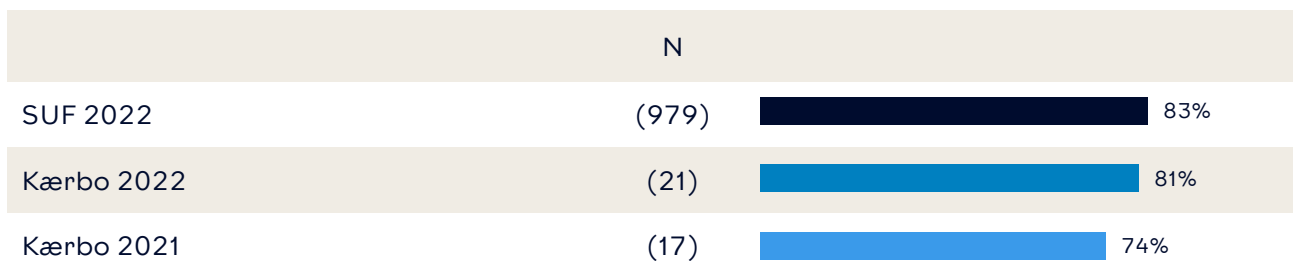 N
SUF 2022 (979) 83%
Kærbo 2022 (21) 81%
Kærbo 2021 (17) 74%